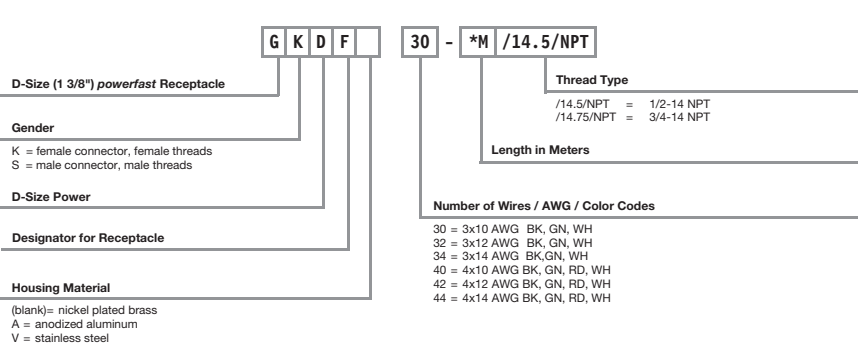 G K D F 30 - *M /14.5/NPT
D-Size (1 3/8") powerfast Receptacle
Gender
K = female connector, female threads
S = male connector, male threads
D-Size Power
Designator for Receptacle
Housing Material
(blank)= nickel plated brass
A = anodized aluminum
V = stainless steel
Thread Type
/14.5/NPT = 1/2-14 NPT
/14.75/NPT = 3/4-14 NPT
Length in Meters
Number of Wires / AWG / Color Codes
30 = 3x10 AWG BK, GN, WH
32 = 3x12 AWG BK, GN, WH
34 = 3x14 AWG BK,GN, WH
40 = 4x10 AWG BK, GN, RD, WH
42 = 4x12 AWG BK, GN, RD, WH
44 = 4x14 AWG BK, GN, RD, WH